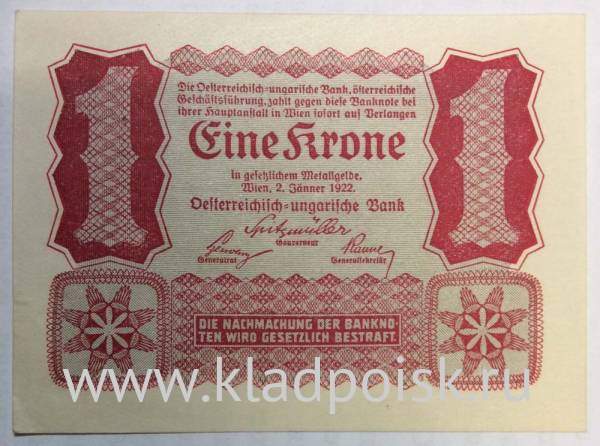 1 1
Die Oesterreichisch-ungarische Bank, österreichische
Geschäftsführung, zahlt gegen diese Banknote bei
ihrer Hauptanstalt in Wien sofort auf Verlangen
Eine Krone
in gesetzlichem Metallgelde.
Wien, 2. Jänner 1922.
Oesterreichisch-ungarische Bank
Spitzmüller
Gouverneur
Generalrat Generalsekretär
DIE NACHMACHUNG DER BANKNO-
TEN WIRD GESETZLICH BESTRAFT.
www.kladpoisk.ru